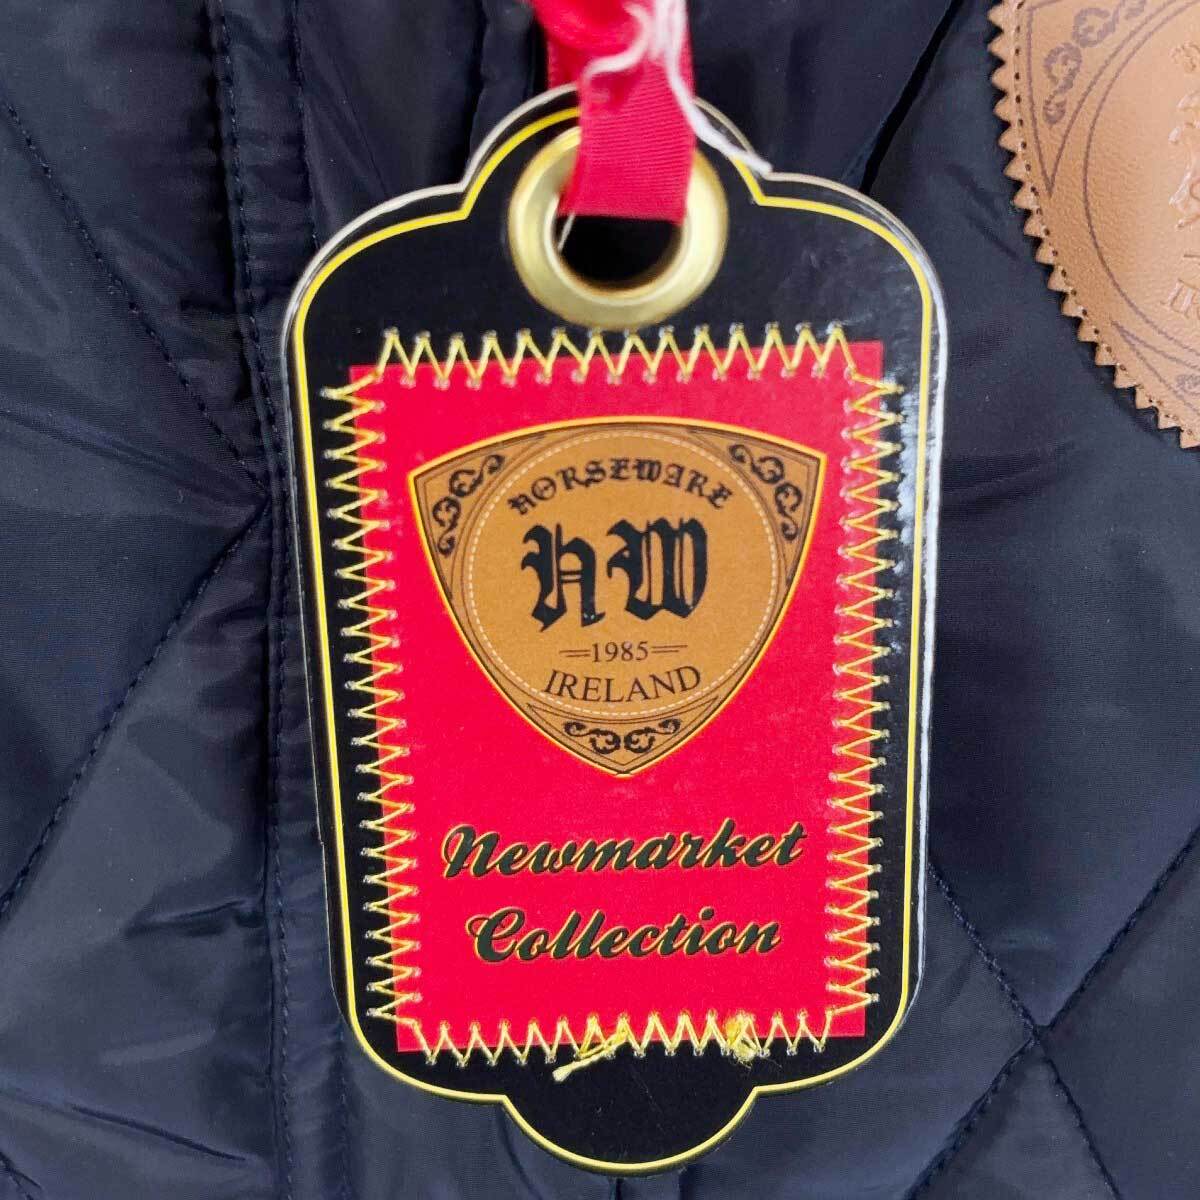 HORSEWARE
HW
1985
IRELAND
Newmarket
Collection